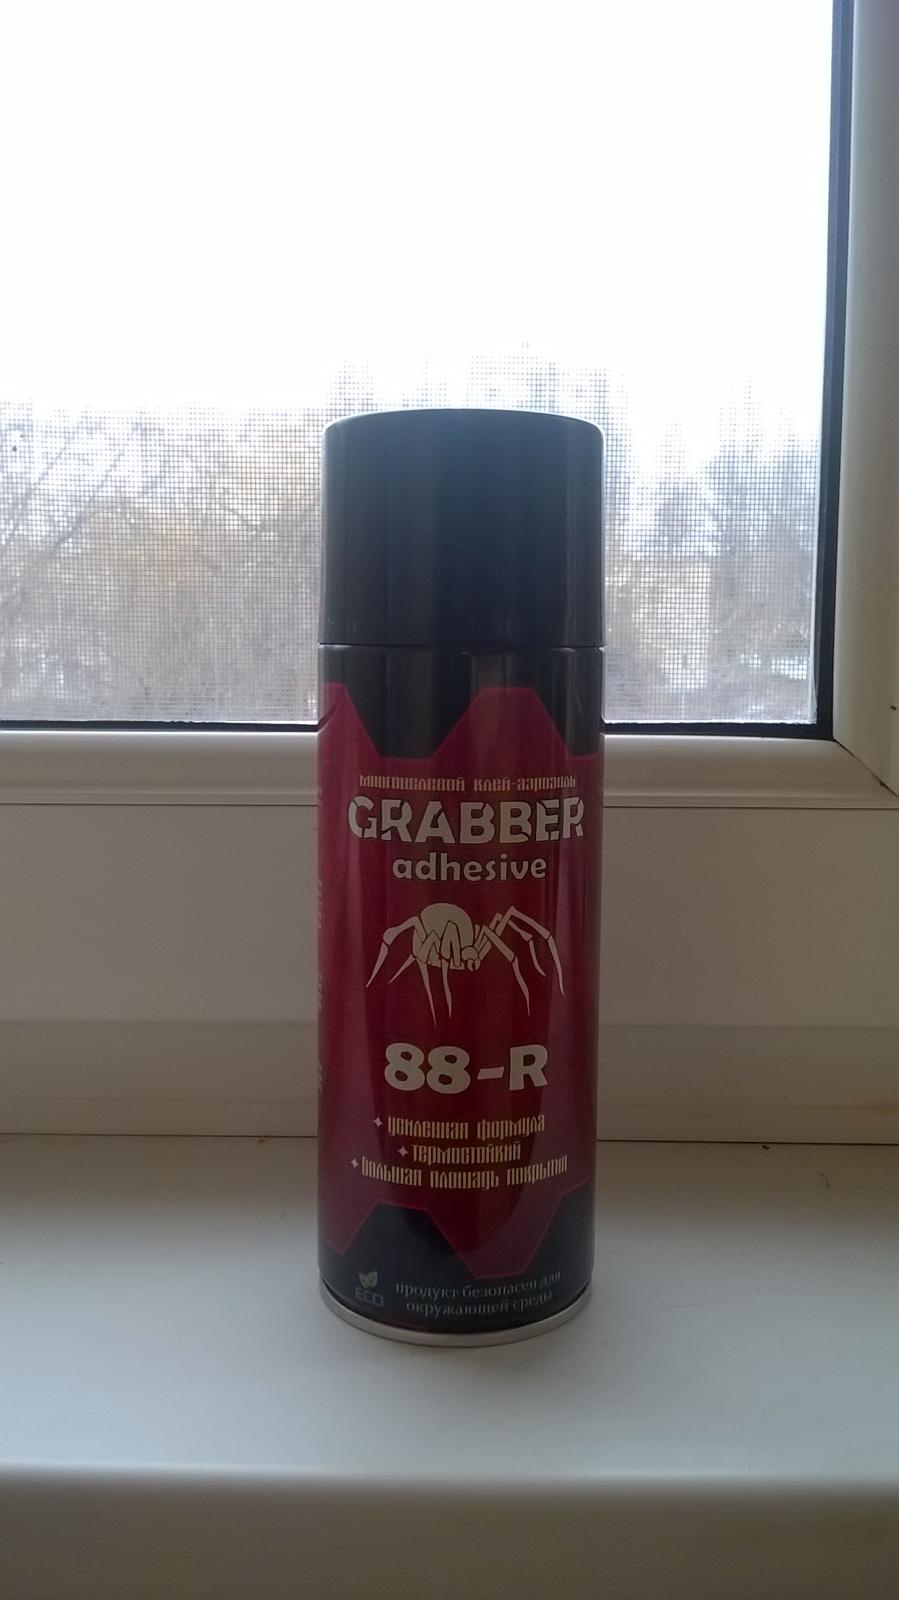 многоцелевой клей-аэрозоль
GRABBER
adhesive
88-R
усиленная формула
термостойкий
большая площадь покрытия
ECO
продукт безопасен для
окружающей среды